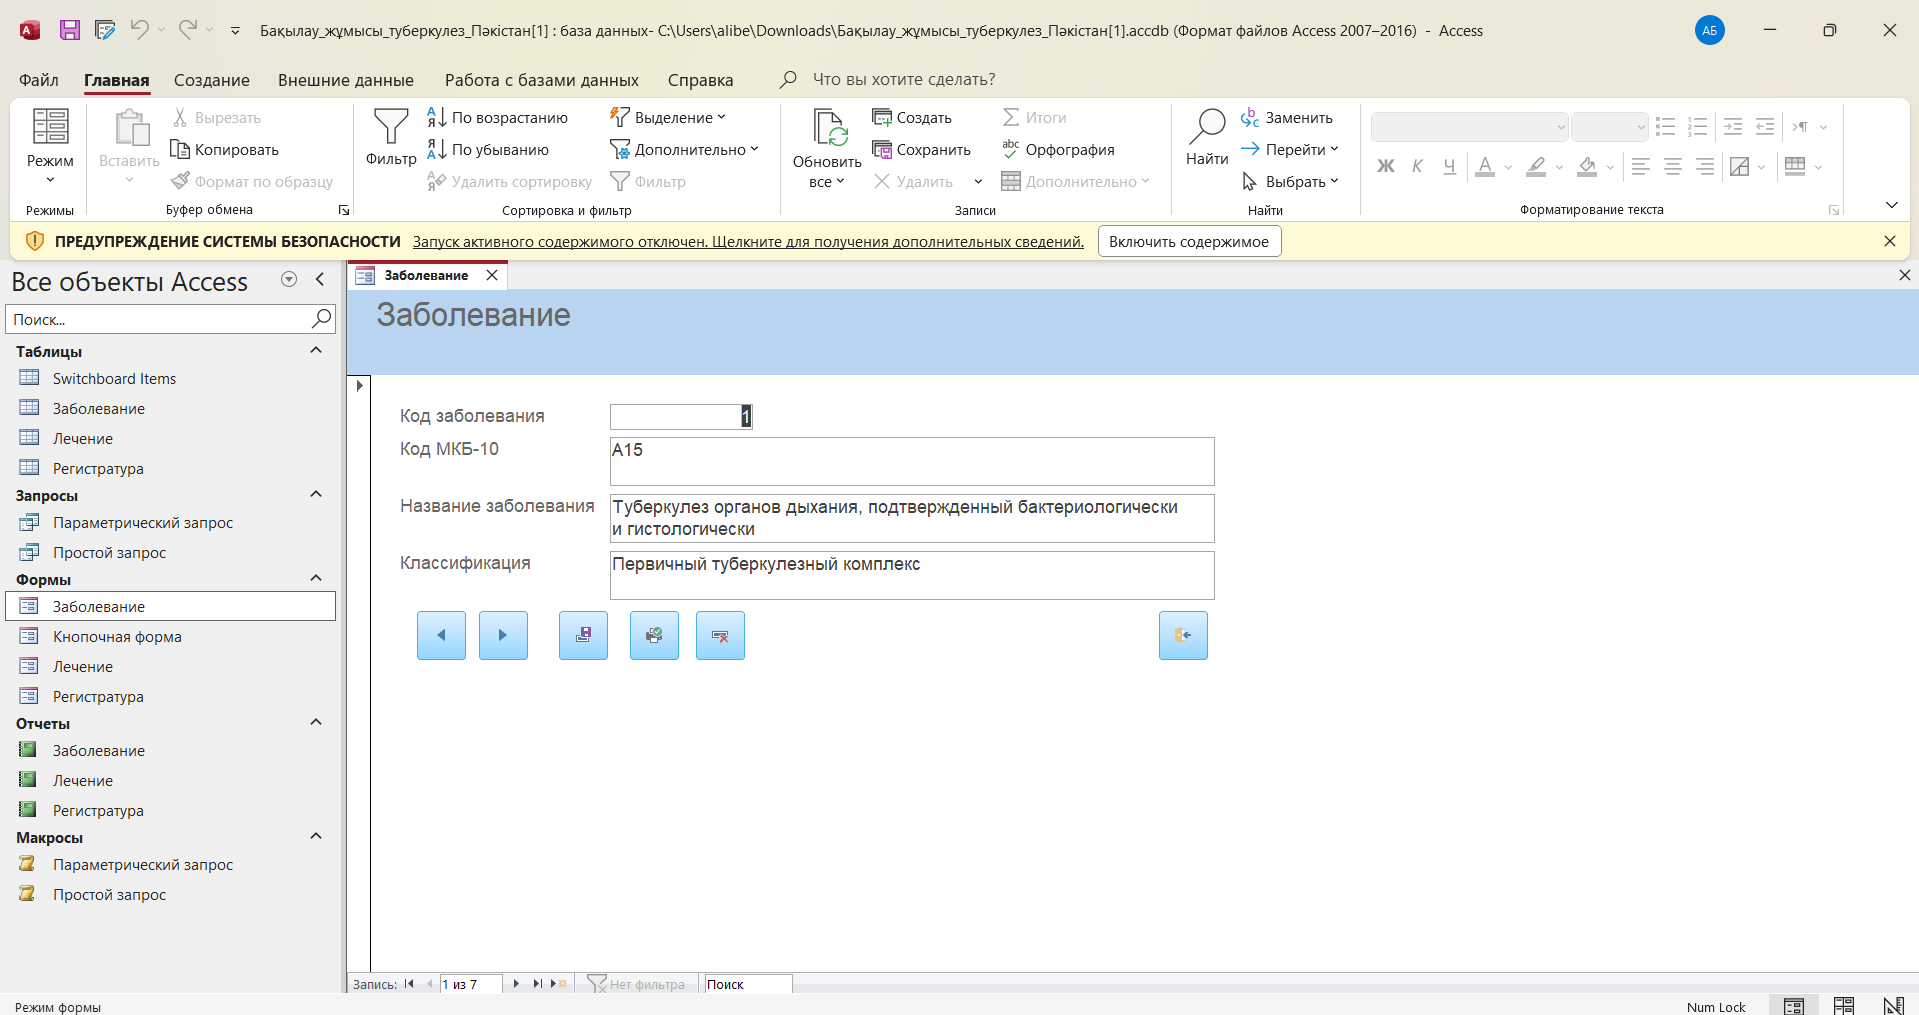 Бақылау_жұмысы_туберкулез_Пәкістан[1] : база данных- C:\Users\alibe\Downloads\Бақылау_жұмысы_туберкулез_Пәкістан[1].accdb (Формат файлов Access 2007–2016) - Access
АБ
Файл Главная Создание Внешние данные Работа с базами данных Справка Что вы хотите сделать?
Режим
Режимы
Вставить
Вырезать
Копировать
Формат по образцу
Буфер обмена
Фильтр
По возрастанию
По убыванию
Удалить сортировку
Выделение
Дополнительно
Фильтр
Сортировка и фильтр
Обновить
все
Создать
Сохранить
Удалить
Итоги
Орфография
Дополнительно
Записи
Найти
Заменить
Перейти
Выбрать
Найти
Ж К Ч А
Форматирование текста
ПРЕДУПРЕЖДЕНИЕ СИСТЕМЫ БЕЗОПАСНОСТИ Запуск активного содержимого отключен. Щелкните для получения дополнительных сведений. Включить содержимое
Все объекты Access
Поиск...
Таблицы
Switchboard Items
Заболевание
Лечение
Регистратура
Запросы
Параметрический запрос
Простой запрос
Формы
Заболевание
Кнопочная форма
Лечение
Регистратура
Отчеты
Заболевание
Лечение
Регистратура
Макросы
Параметрический запрос
Простой запрос
Заболевание
Заболевание
Код заболевания 1
Код МКБ-10 A15
Название заболевания Туберкулез органов дыхания, подтвержденный бактериологически
и гистологически
Классификация Первичный туберкулезный комплекс
Запись: 1 из 7 Нет фильтра Поиск
Режим формы Num Lock